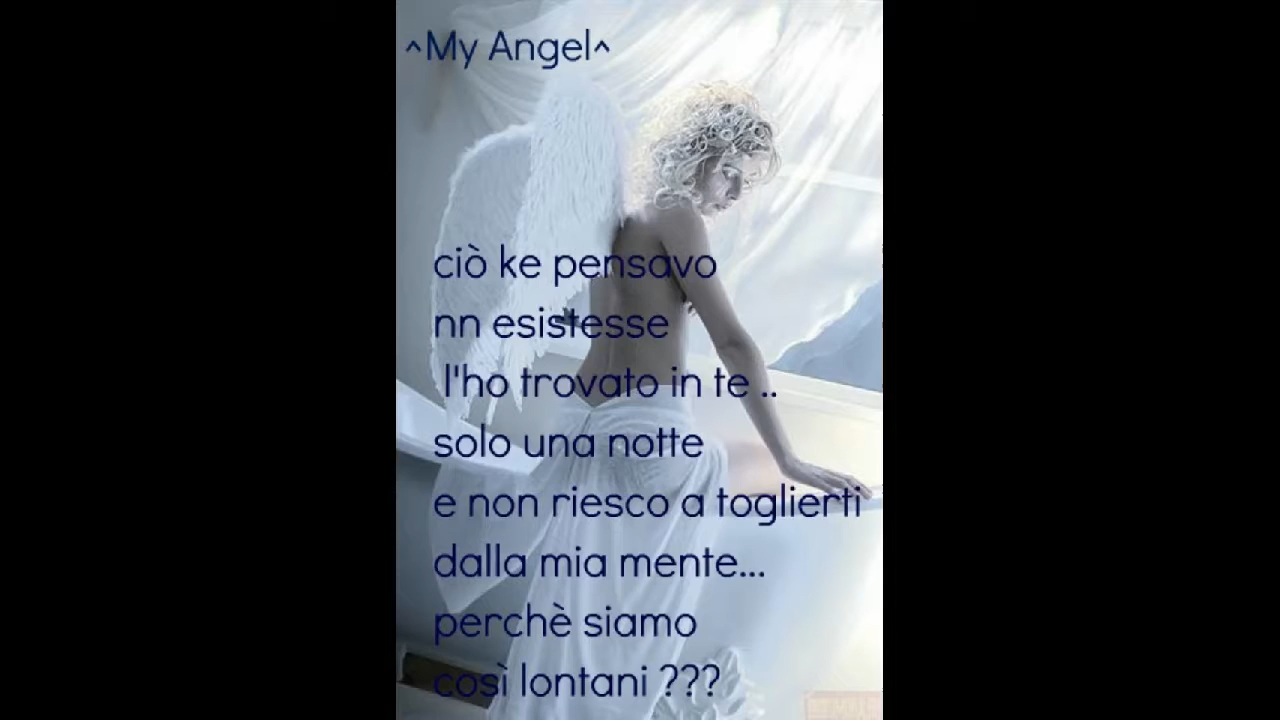 ^My Angel^
ciò ke pensavo
nn esistesse
l'ho trovato in te ..
solo una notte
e non riesco a toglierti
dalla mia mente...
perchè siamo
così lontani ???